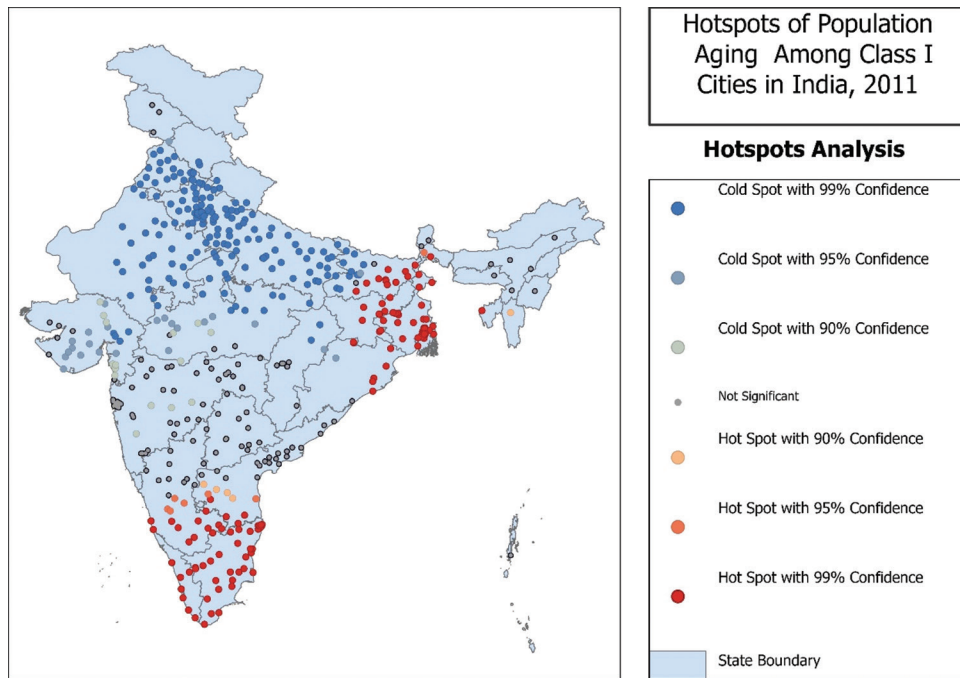 Hotspots of Population
Aging Among Class I
Cities in India, 2011
Hotspots Analysis
Cold Spot with 99% Confidence
Cold Spot with 95% Confidence
Cold Spot with 90% Confidence
Not Significant
Hot Spot with 90% Confidence
Hot Spot with 95% Confidence
Hot Spot with 99% Confidence
State Boundary